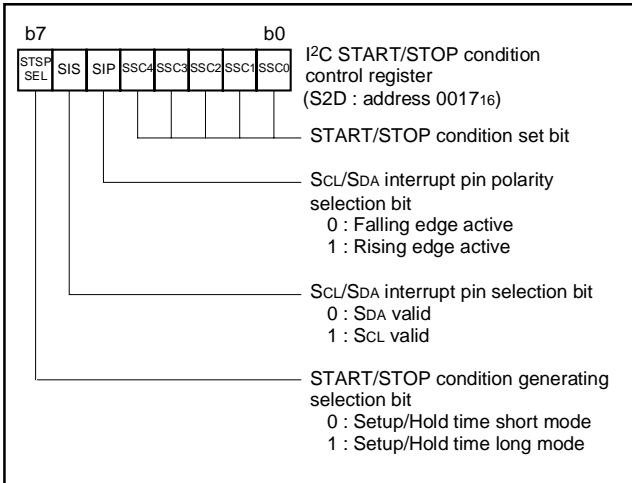 b7 b0
STSP SEL SIS SIP SSC4 SSC3 SSC2 SSC1 SSC0
I²C START/STOP condition
control register
(S2D : address 0017₁₆)
START/STOP condition set bit
SCL/SDA interrupt pin polarity
selection bit
0 : Falling edge active
1 : Rising edge active
SCL/SDA interrupt pin selection bit
0 : SDA valid
1 : SCL valid
START/STOP condition generating
selection bit
0 : Setup/Hold time short mode
1 : Setup/Hold time long mode